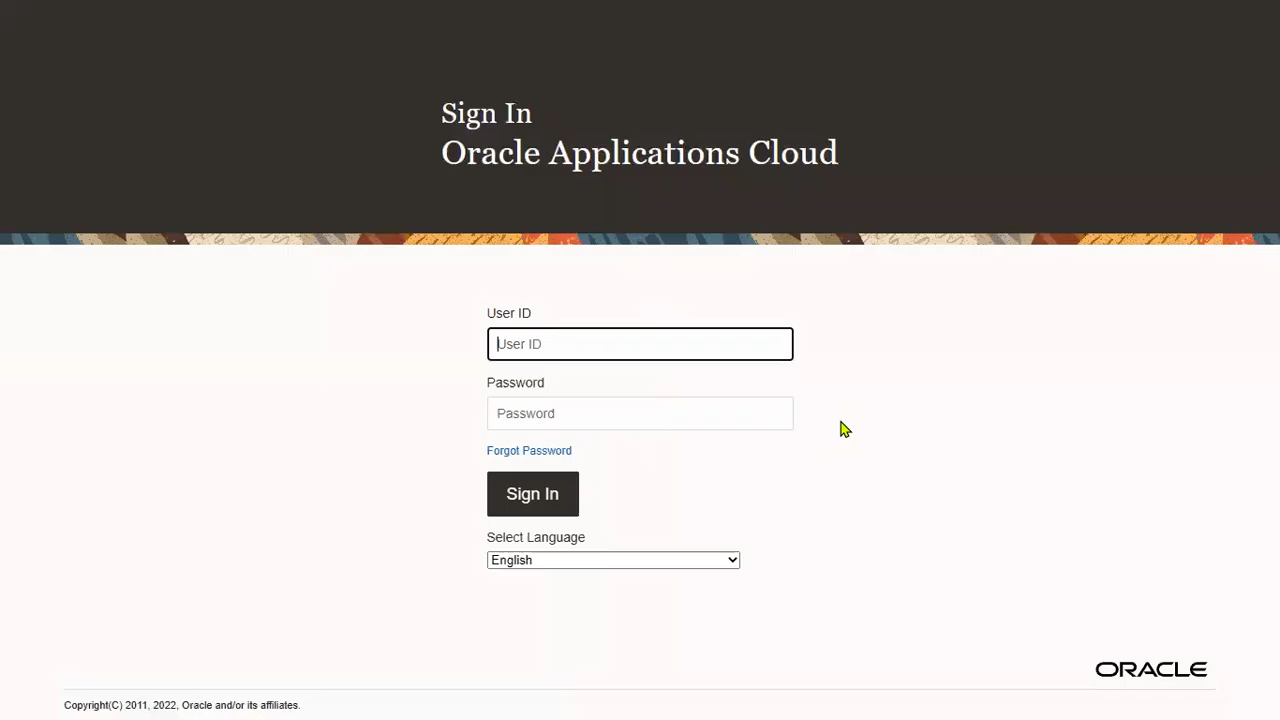 Sign In
Oracle Applications Cloud
User ID
User ID
Password
Password
Forgot Password
Sign In
Select Language
English
ORACLE
Copyright(C) 2011, 2022, Oracle and/or its affiliates.